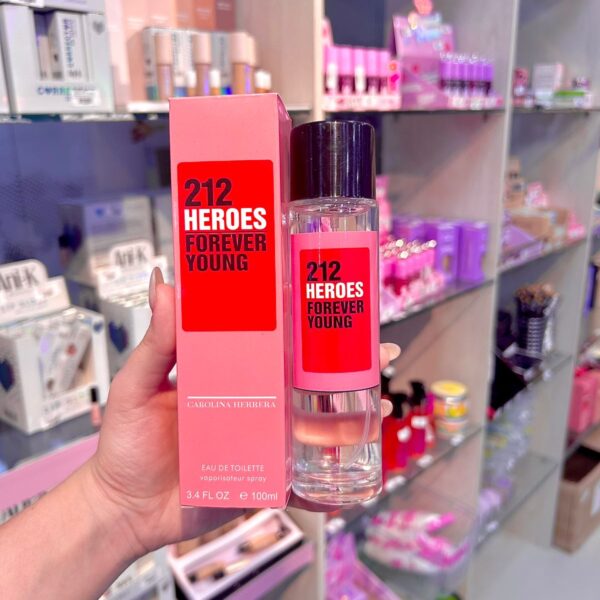 212
HEROES
FOREVER
YOUNG
CAROLINA HERRERA
EAU DE TOILETTE
vaporisateur spray
3.4 FL OZ e 100ml
212
HEROES
FOREVER
YOUNG